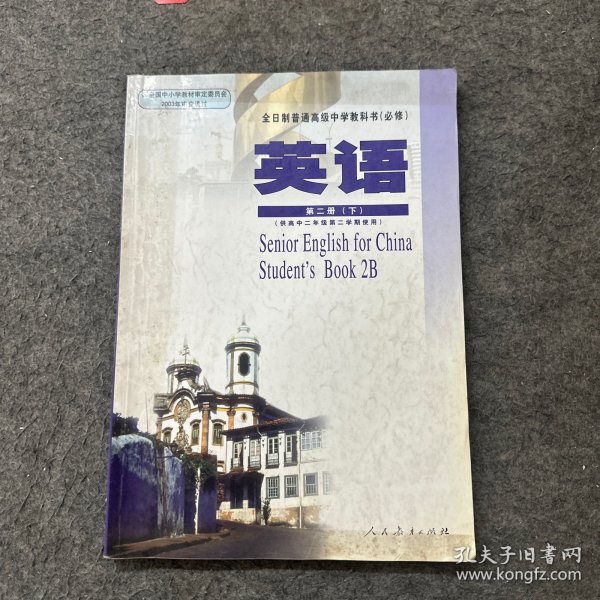 全国中小学教材审定委员会
2003年审查通过
全日制普通高级中学教科书(必修)
英语
第二册(下)
(供高中二年级第二学期使用)
Senior English for China
Student's Book 2B
人民教育出版社
孔夫子旧书网
www.kongfz.com